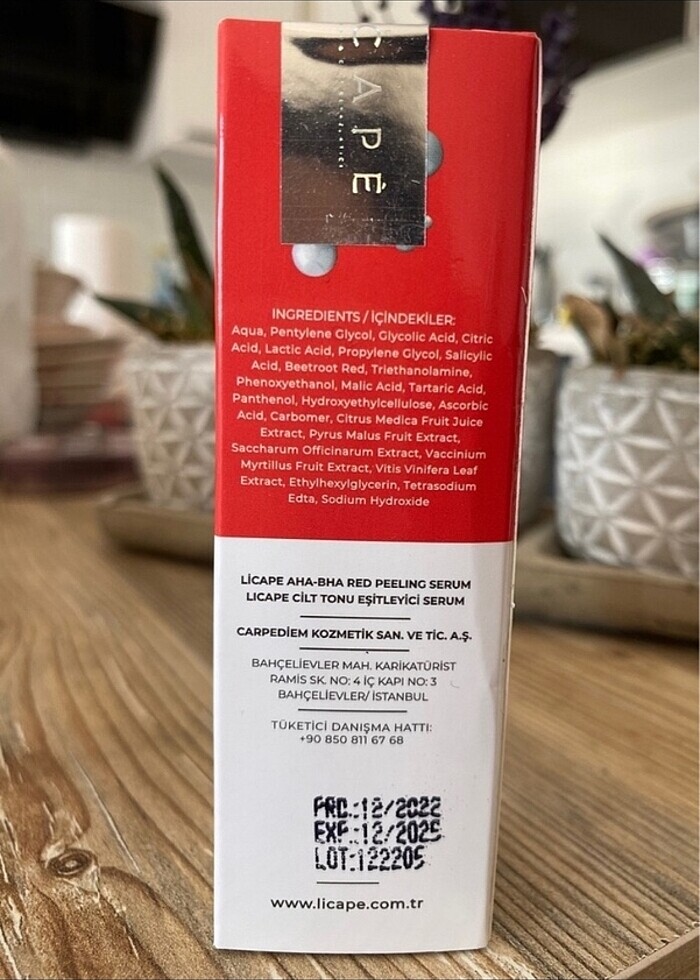 CAPÊ
INGREDIENTS / İÇİNDEKİLER:
Aqua, Pentylene Glycol, Glycolic Acid, Citric
Acid, Lactic Acid, Propylene Glycol, Salicylic
Acid, Beetroot Red, Triethanolamine,
Phenoxyethanol, Malic Acid, Tartaric Acid,
Panthenol, Hydroxyethylcellulose, Ascorbic
Acid, Carbomer, Citrus Medica Fruit Juice
Extract, Pyrus Malus Fruit Extract,
Saccharum Officinarum Extract, Vaccinium
Myrtillus Fruit Extract, Vitis Vinifera Leaf
Extract, Ethylhexylglycerin, Tetrasodium
Edta, Sodium Hydroxide
LİCAPE AHA-BHA RED PEELING SERUM
LICAPE CİLT TONU EŞİTLEYİCİ SERUM
CARPEDİEM KOZMETİK SAN. VE TİC. A.Ş.
BAHÇELİEVLER MAH. KARİKATÜRİST
RAMİS SK. NO: 4 İÇ KAPI NO: 3
BAHÇELİEVLER/ İSTANBUL
TÜKETİCİ DANIŞMA HATTI:
+90 850 811 67 68
PRD.:12/2022
EXP.:12/2025
LOT:122205
www.licape.com.tr